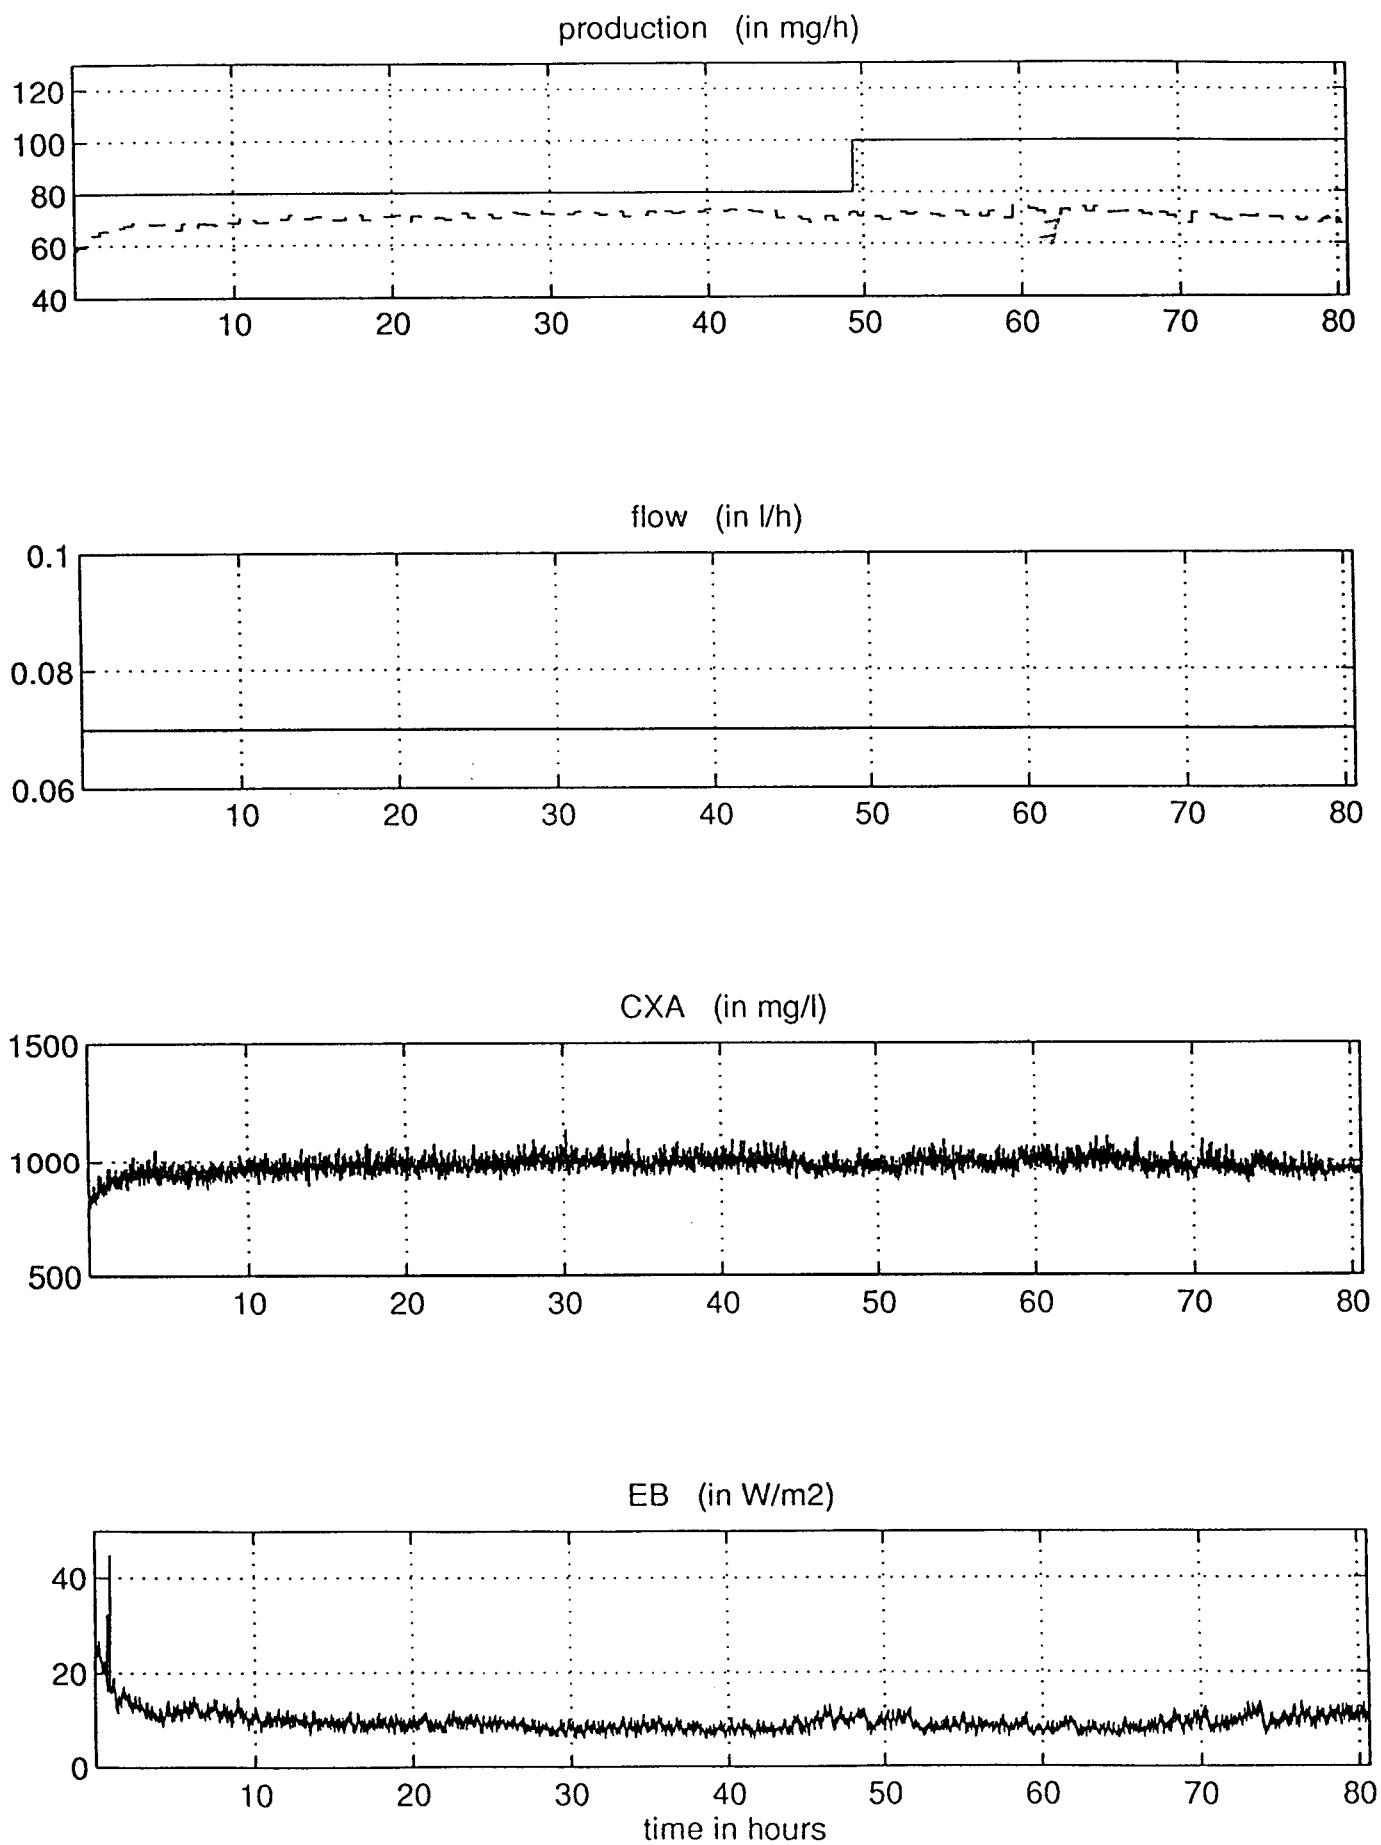 production (in mg/h)
120
100
80
60
40
10 20 30 40 50 60 70 80
flow (in l/h)
0.1
0.08
0.06
10 20 30 40 50 60 70 80
CXA (in mg/l)
1500
1000
500
10 20 30 40 50 60 70 80
EB (in W/m2)
40
20
0
10 20 30 40 50 60 70 80
time in hours